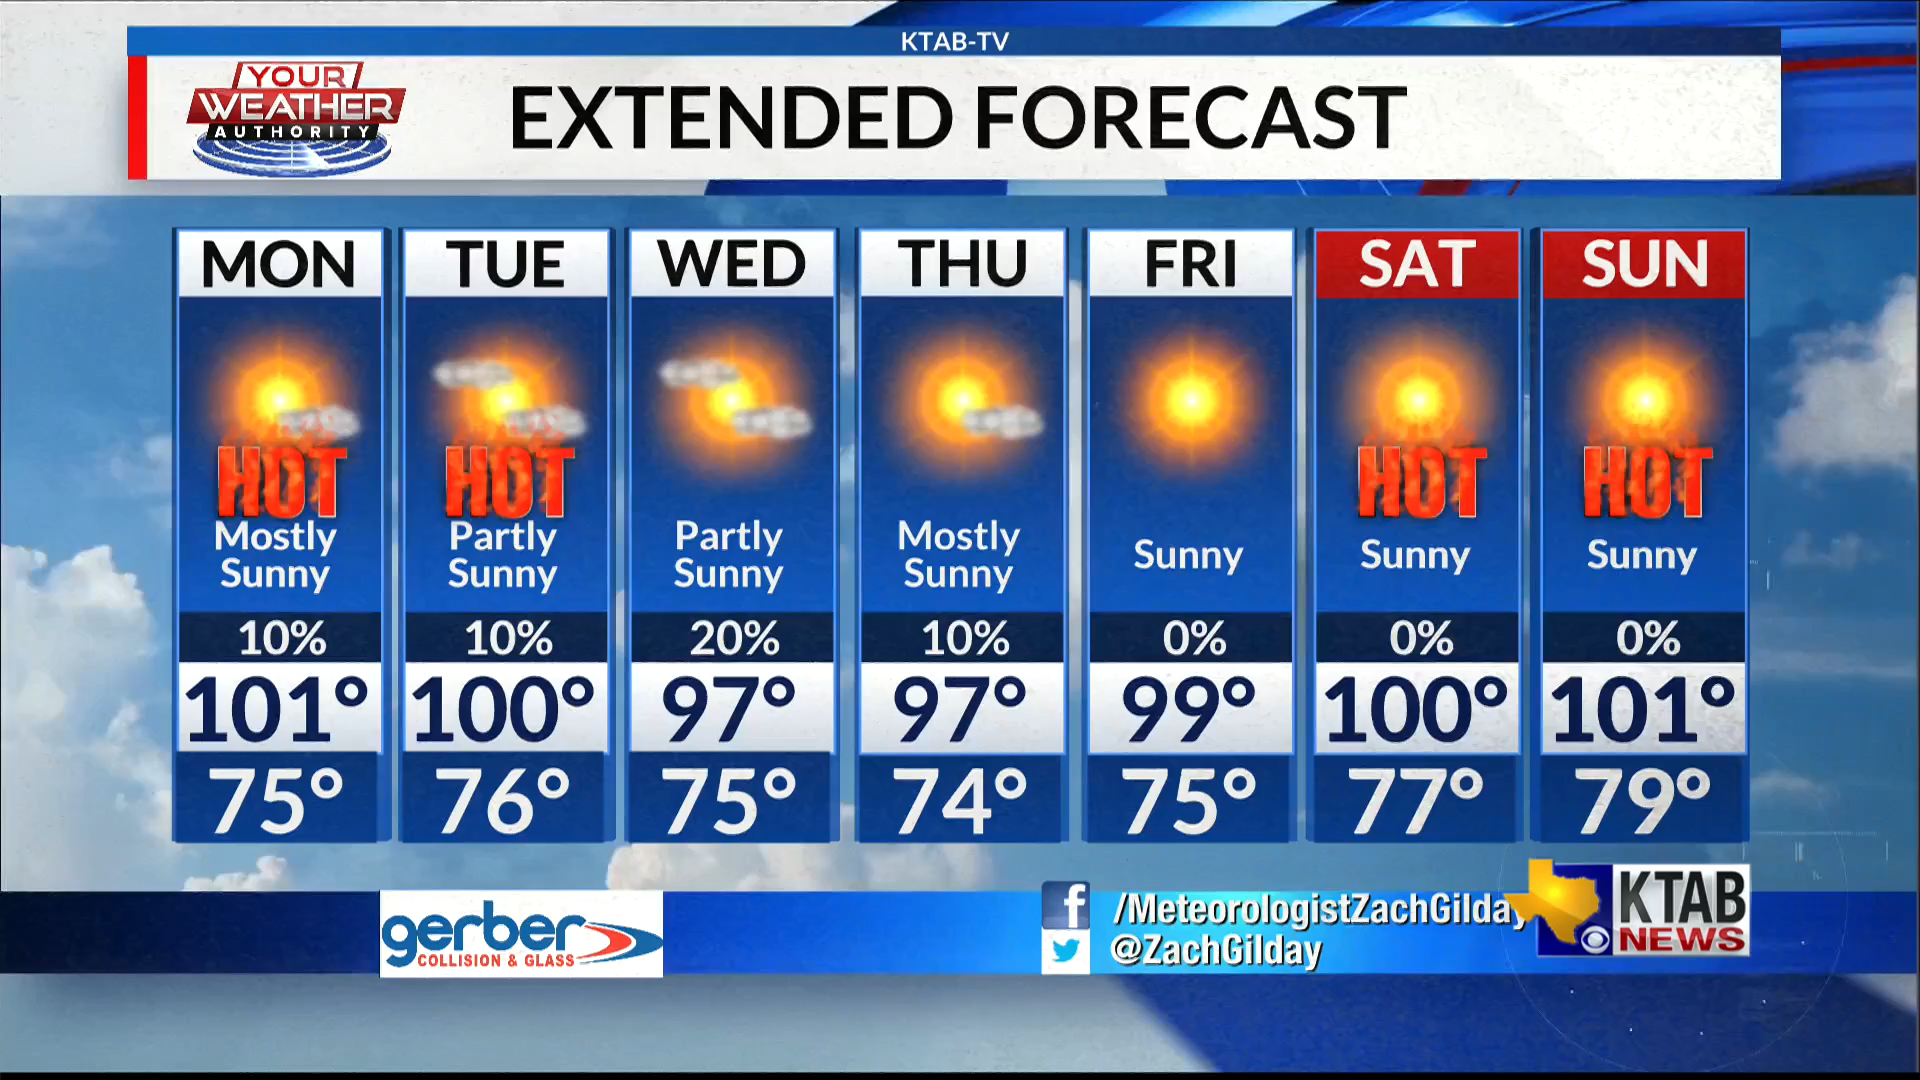 KTAB-TV
YOUR
WEATHER
AUTHORITY
EXTENDED FORECAST
MON TUE WED THU FRI SAT SUN
HOT HOT HOT HOT
Mostly Sunny
Partly Sunny
Partly Sunny
Mostly Sunny
Sunny
Sunny
Sunny
10% 10% 20% 10% 0% 0% 0%
101° 100° 97° 97° 99° 100° 101°
75° 76° 75° 74° 75° 77° 79°
gerber
COLLISION & GLASS
f /MeteorologistZachGilday
@ZachGilday
KTAB
NEWS